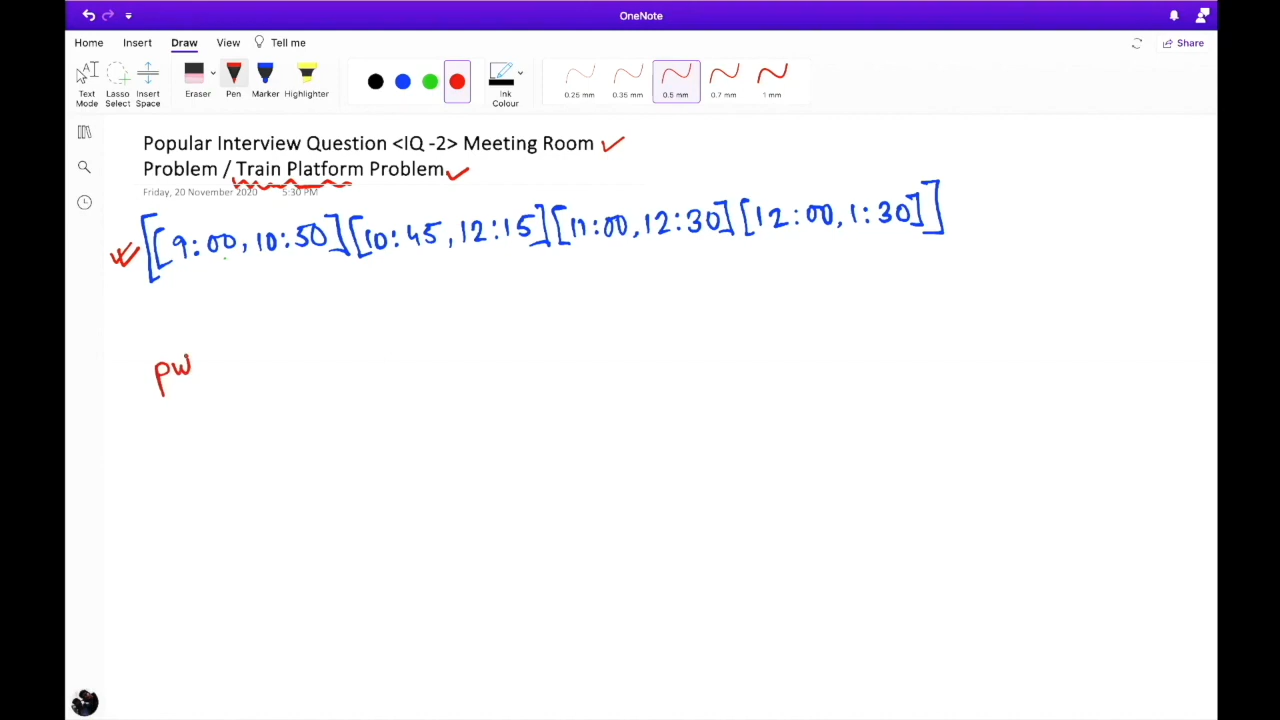 OneNote
Home Insert Draw View Tell me Share
Text Mode Lasso Select Insert Space Eraser Pen Marker Highlighter Ink Colour 0.25 mm 0.35 mm 0.5 mm 0.7 mm 1 mm
Popular Interview Question <IQ -2> Meeting Room
Problem / Train Platform Problem
Friday, 20 November 2020 5:30 PM
[[9:00, 10:50][10:45, 12:15][11:00, 12:30][12:00, 1:30]]
pw